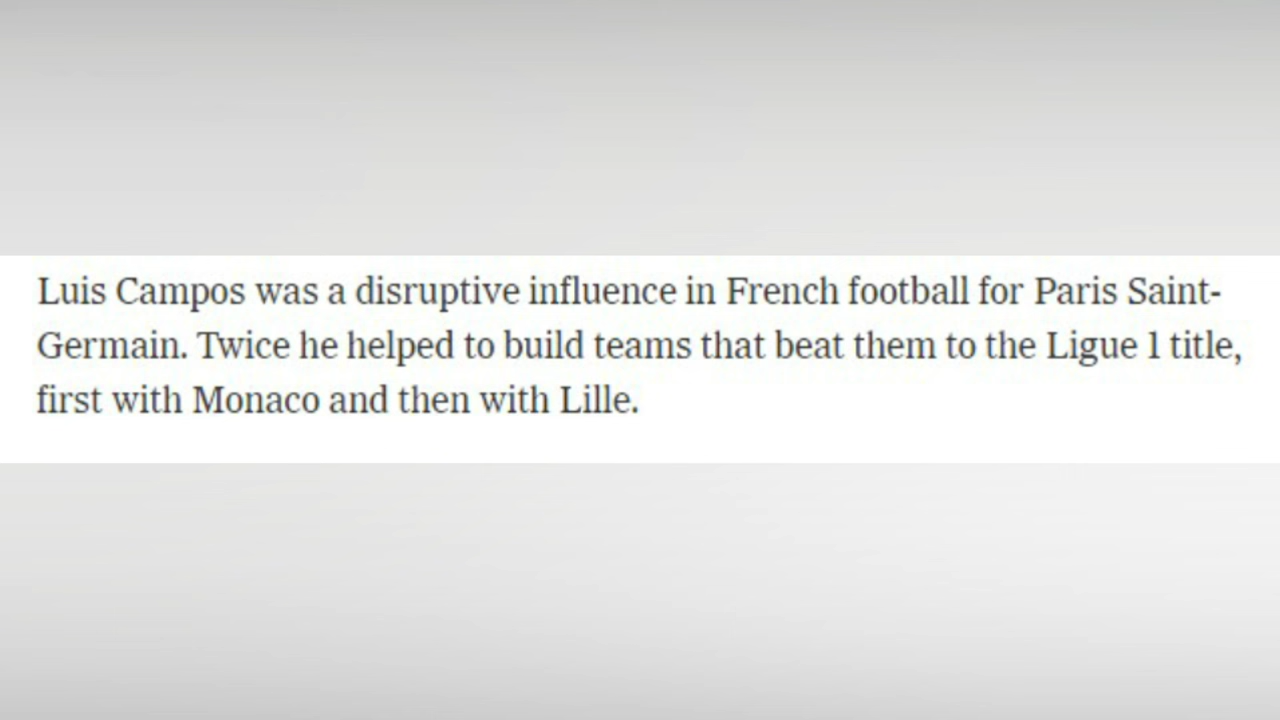 Luis Campos was a disruptive influence in French football for Paris Saint-
Germain. Twice he helped to build teams that beat them to the Ligue 1 title,
first with Monaco and then with Lille.